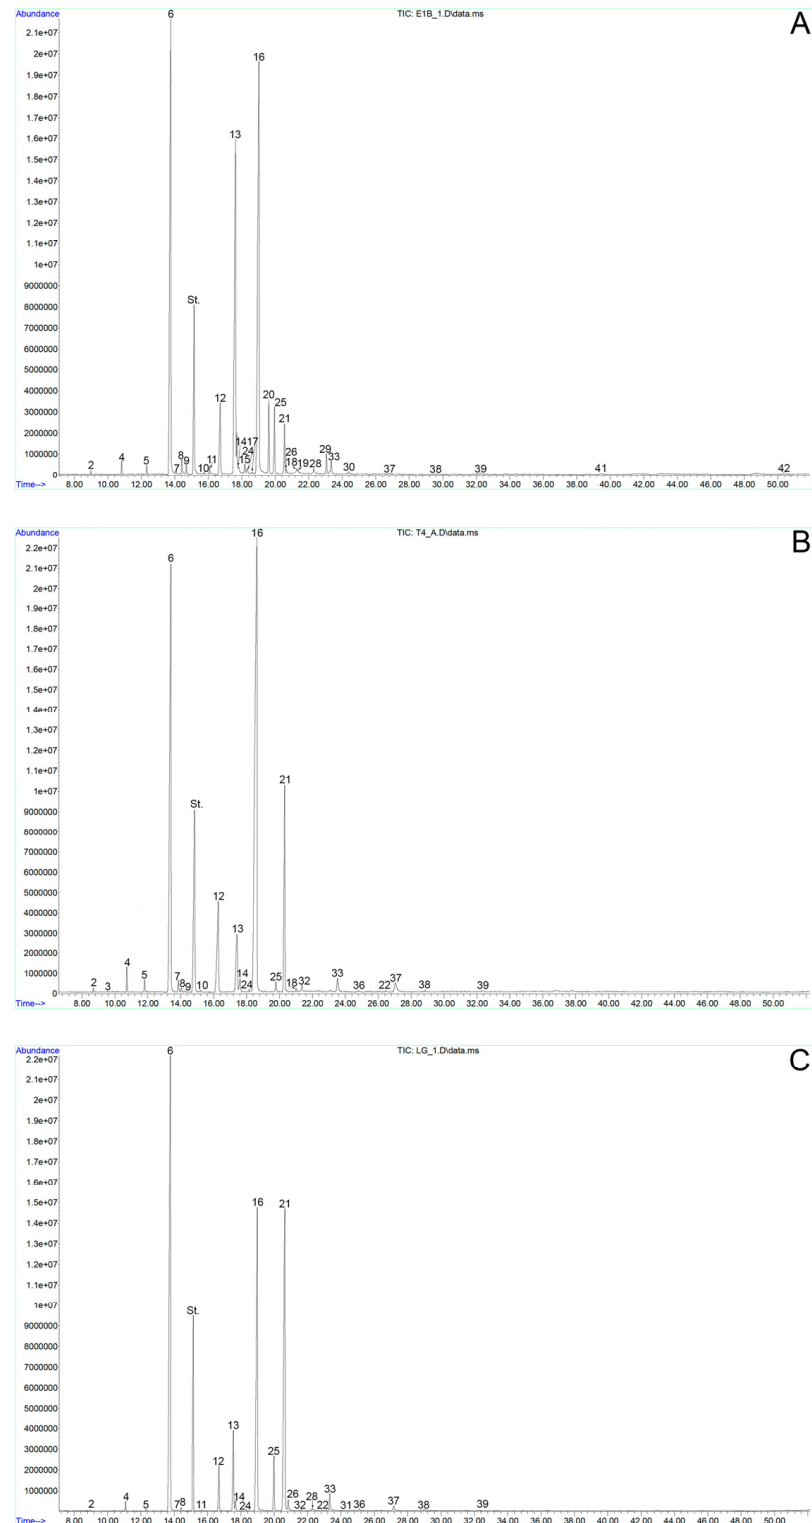 Abundance TIC: E1B_1.D\data.ms A
6
2.1e+07
2e+07
1.9e+07
16
1.8e+07
1.7e+07
1.6e+07
13
1.5e+07
1.4e+07
1.3e+07
1.2e+07
1.1e+07
1e+07
9000000
8000000
St.
7000000
6000000
5000000
4000000
12 20 25
3000000
21
2000000
14 17
1000000
2 4 5 7 8 9 10 11 15 24 18 26 19 28 29 33 30 37 38 39 41 42
8.00 10.00 12.00 14.00 16.00 18.00 20.00 22.00 24.00 26.00 28.00 30.00 32.00 34.00 36.00 38.00 40.00 42.00 44.00 46.00 48.00 50.00
Time-->
Abundance TIC: T4_A.D\data.ms B
16
2.2e+07
6
2.1e+07
2e+07
1.9e+07
1.8e+07
1.7e+07
1.6e+07
1.5e+07
1.4e+07
1.3e+07
1.2e+07
1.1e+07
21
1e+07
9000000
St.
8000000
7000000
6000000
5000000
12
4000000
3000000
13
2000000
1000000
2 3 4 5 7 8 9 10 14 24 25 18 32 33 36 22 37 38 39
0
8.00 10.00 12.00 14.00 16.00 18.00 20.00 22.00 24.00 26.00 28.00 30.00 32.00 34.00 36.00 38.00 40.00 42.00 44.00 46.00 48.00 50.00
Time-->
Abundance TIC: LG_1.D\data.ms C
6
2.2e+07
2.1e+07
2e+07
1.9e+07
1.8e+07
1.7e+07
1.6e+07
1.5e+07
16 21
1.4e+07
1.3e+07
1.2e+07
1.1e+07
1e+07
St.
9000000
8000000
7000000
6000000
5000000
4000000
13
3000000
25
2000000
12
1000000
2 4 5 7 8 11 14 24 26 32 28 22 33 31 36 37 38 39
8.00 10.00 12.00 14.00 16.00 18.00 20.00 22.00 24.00 26.00 28.00 30.00 32.00 34.00 36.00 38.00 40.00 42.00 44.00 46.00 48.00 50.00
Time-->